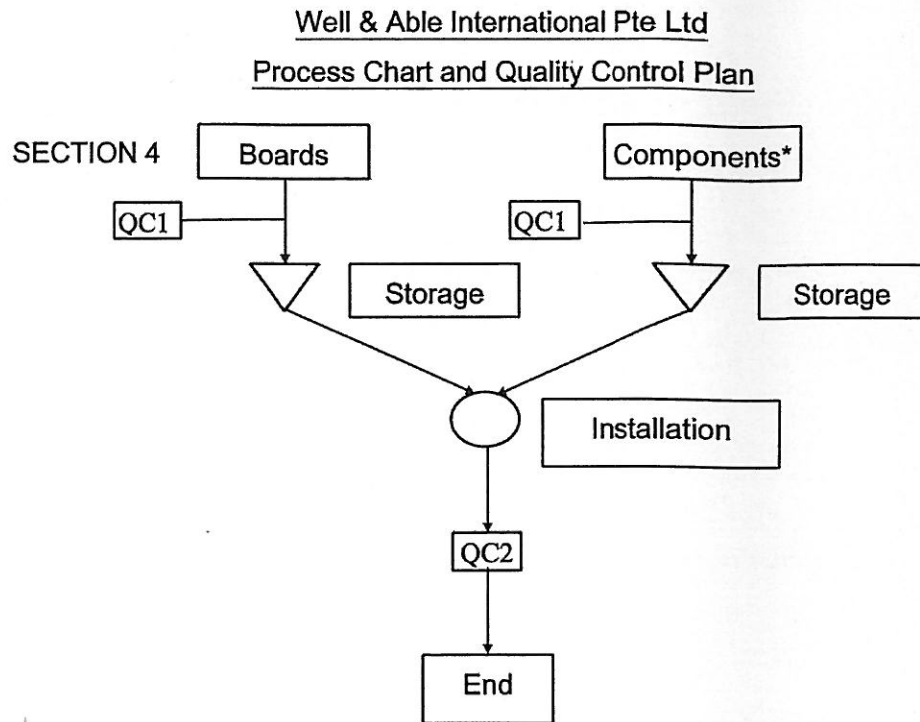 Well & Able International Pte Ltd
Process Chart and Quality Control Plan
SECTION 4
Boards
Components*
QC1
QC1
Storage
Storage
Installation
QC2
End